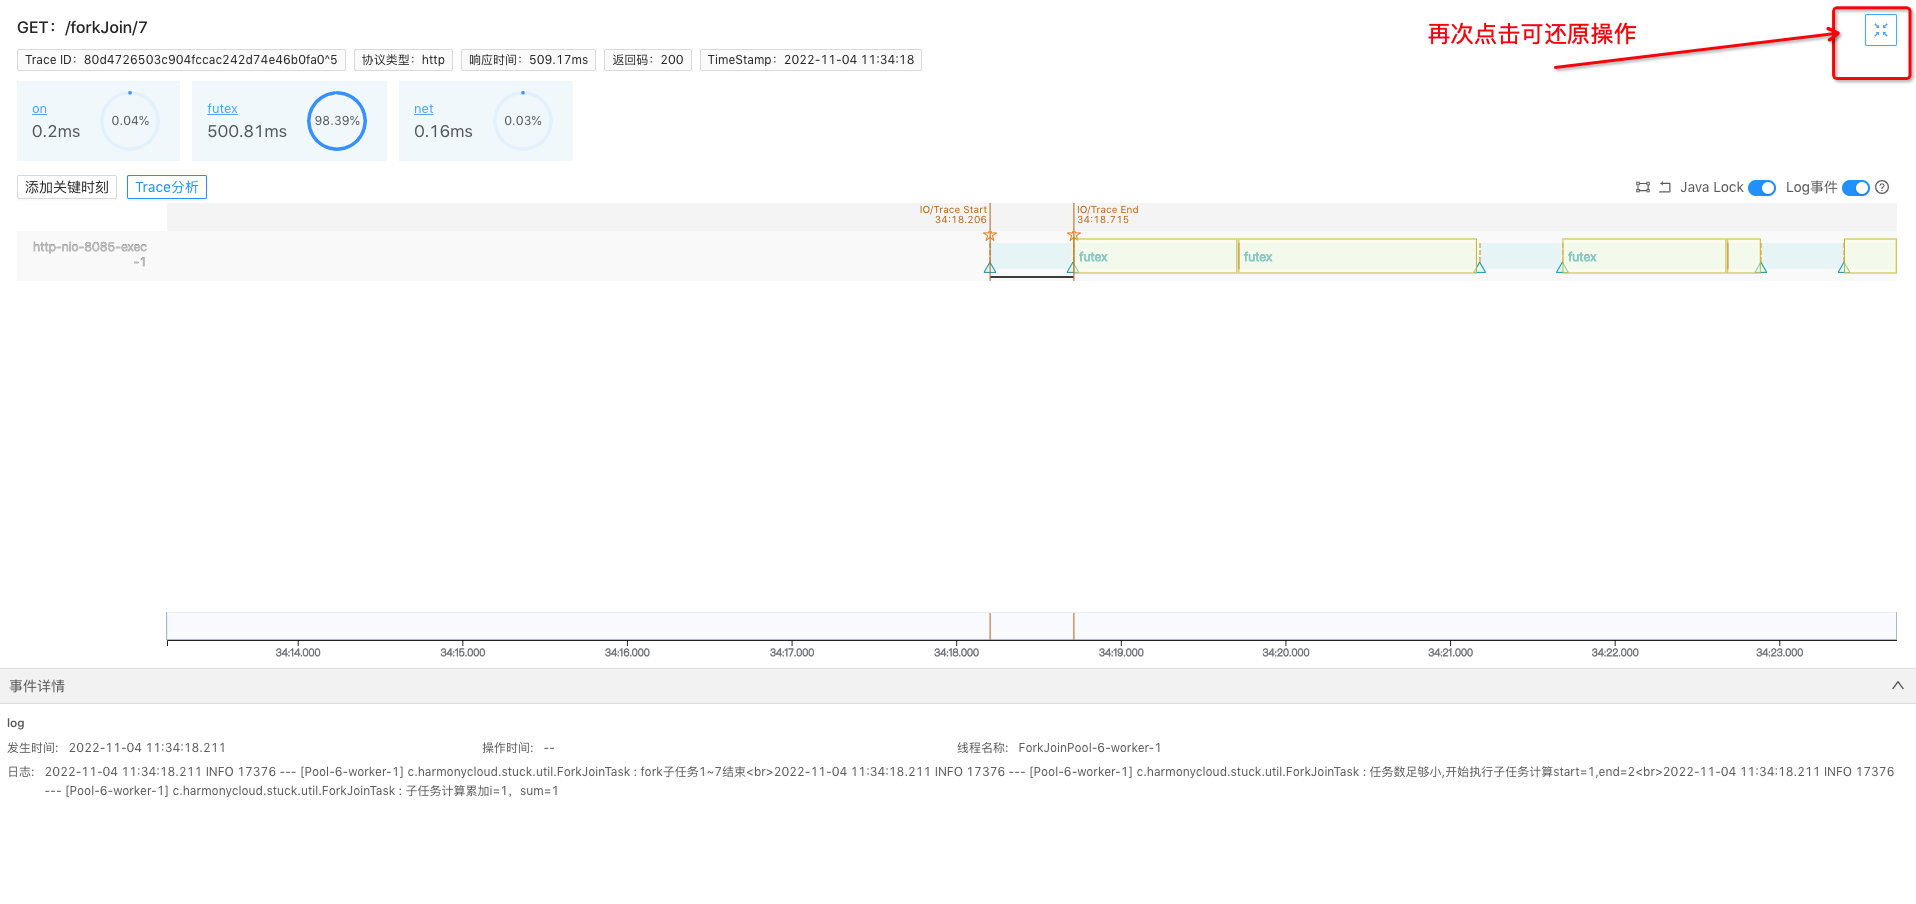 GET：/forkJoin/7
再次点击可还原操作
Trace ID：80d4726503c904fccac242d74e46b0fa0^5
协议类型：http
响应时间：509.17ms
返回码：200
TimeStamp：2022-11-04 11:34:18
on
0.2ms
0.04%
futex
500.81ms
98.39%
net
0.16ms
0.03%
添加关键时刻
Trace分析
Java Lock
Log事件
IO/Trace Start
34:18.206
IO/Trace End
34:18.715
http-nio-8085-exec
-1
futex
futex
futex
34:14.000
34:15.000
34:16.000
34:17.000
34:18.000
34:19.000
34:20.000
34:21.000
34:22.000
34:23.000
事件详情
log
发生时间: 2022-11-04 11:34:18.211
操作时间: --
线程名称: ForkJoinPool-6-worker-1
日志: 2022-11-04 11:34:18.211 INFO 17376 --- [Pool-6-worker-1] c.harmonycloud.stuck.util.ForkJoinTask : fork子任务1~7结束<br>2022-11-04 11:34:18.211 INFO 17376 --- [Pool-6-worker-1] c.harmonycloud.stuck.util.ForkJoinTask : 任务数足够小,开始执行子任务计算start=1,end=2<br>2022-11-04 11:34:18.211 INFO 17376
--- [Pool-6-worker-1] c.harmonycloud.stuck.util.ForkJoinTask : 子任务计算累加i=1，sum=1